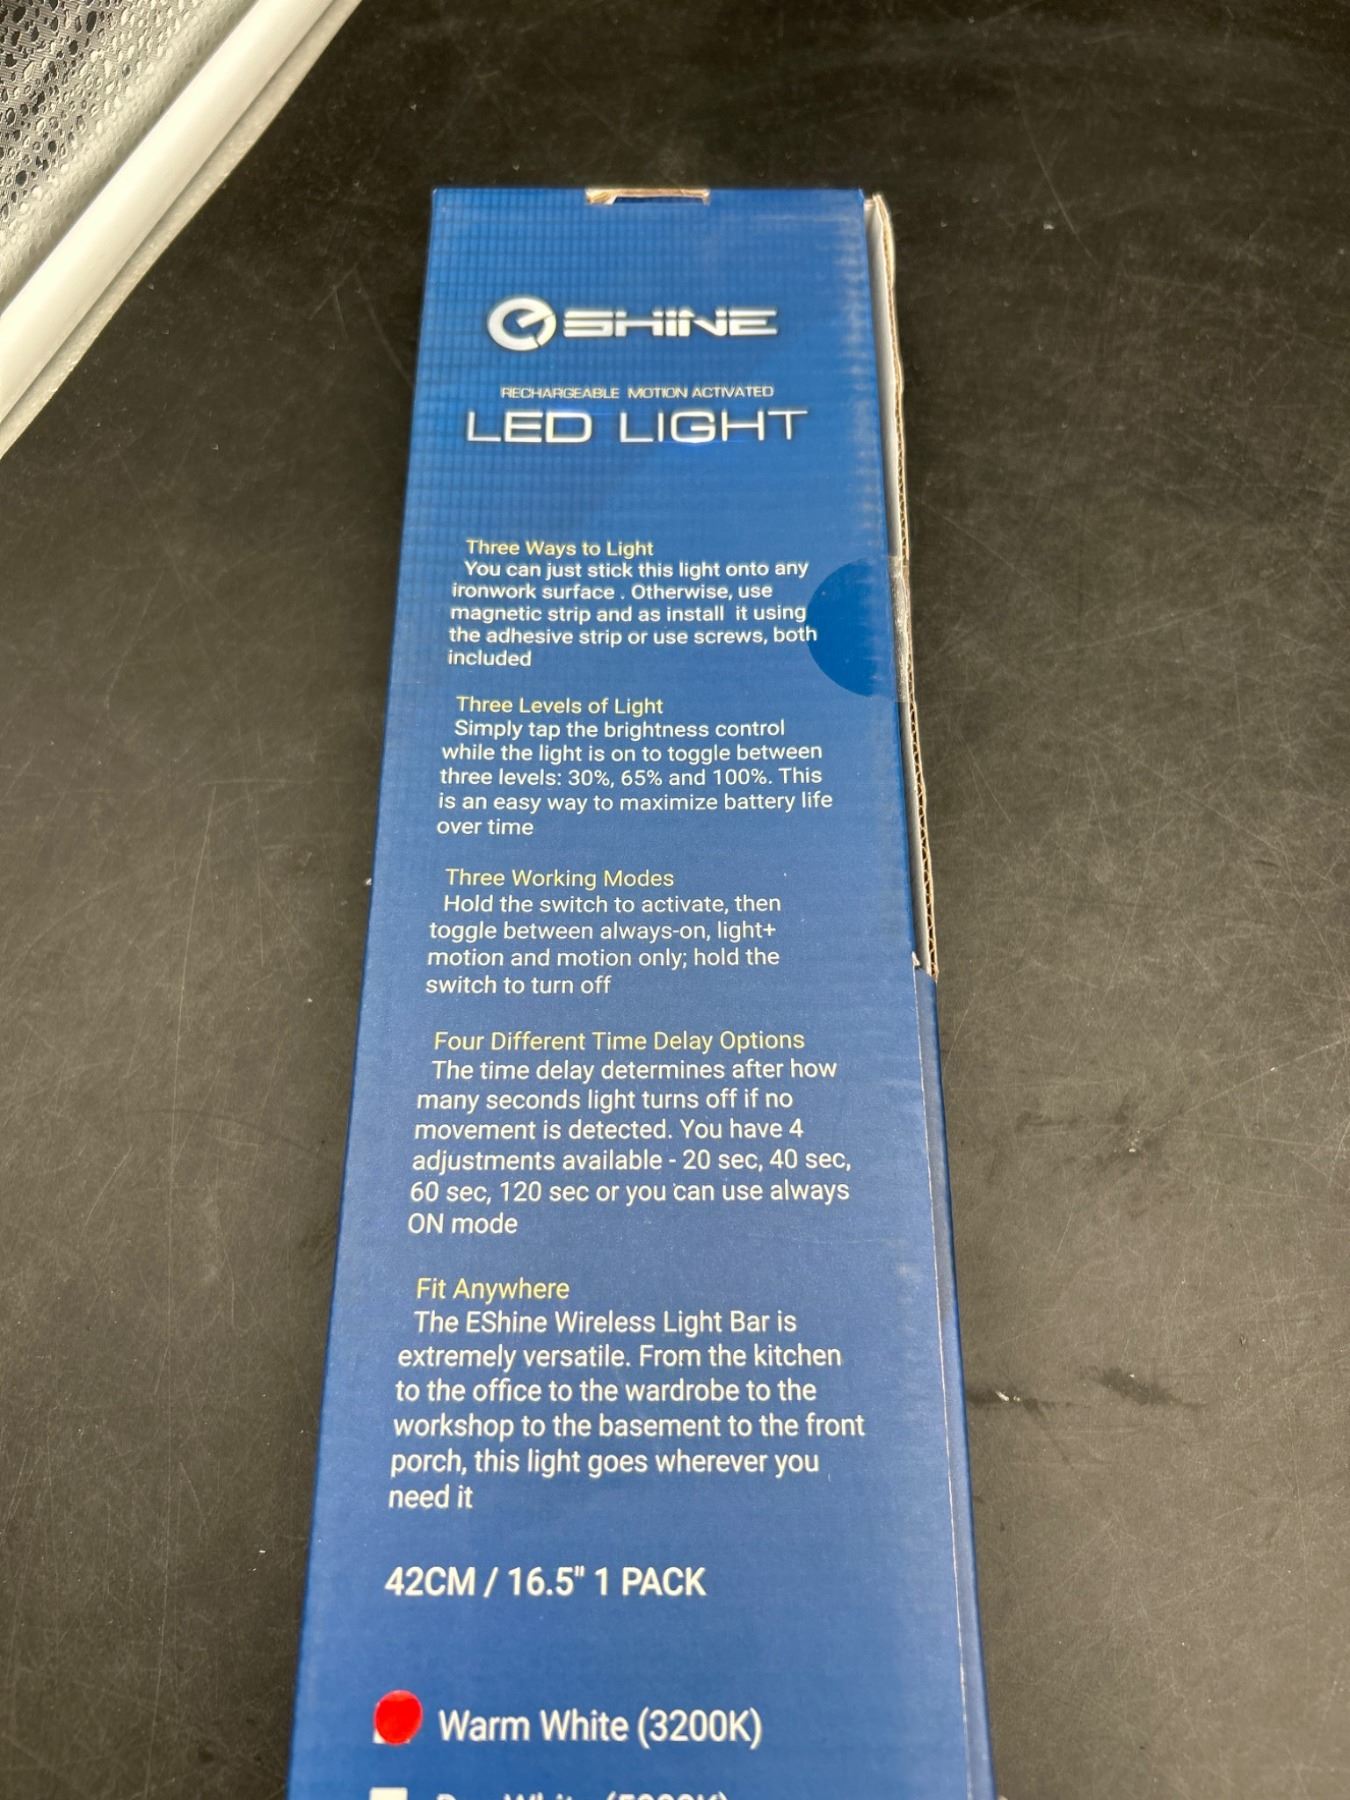 eSHINE
RECHARGEABLE MOTION ACTIVATED
LED LIGHT
Three Ways to Light
You can just stick this light onto any
ironwork surface . Otherwise, use
magnetic strip and as install it using
the adhesive strip or use screws, both
included
Three Levels of Light
Simply tap the brightness control
while the light is on to toggle between
three levels: 30%, 65% and 100%. This
is an easy way to maximize battery life
over time
Three Working Modes
Hold the switch to activate, then
toggle between always-on, light+
motion and motion only; hold the
switch to turn off
Four Different Time Delay Options
The time delay determines after how
many seconds light turns off if no
movement is detected. You have 4
adjustments available - 20 sec, 40 sec,
60 sec, 120 sec or you can use always
ON mode
Fit Anywhere
The EShine Wireless Light Bar is
extremely versatile. From the kitchen
to the office to the wardrobe to the
workshop to the basement to the front
porch, this light goes wherever you
need it
42CM / 16.5" 1 PACK
Warm White (3200K)